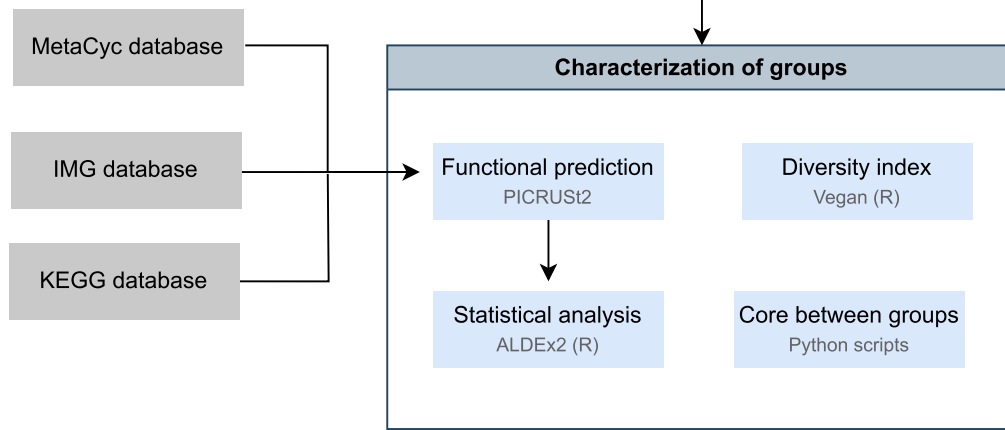 MetaCyc database
IMG database
KEGG database
Characterization of groups
Functional prediction
PICRUSt2
Diversity index
Vegan (R)
Statistical analysis
ALDEx2 (R)
Core between groups
Python scripts